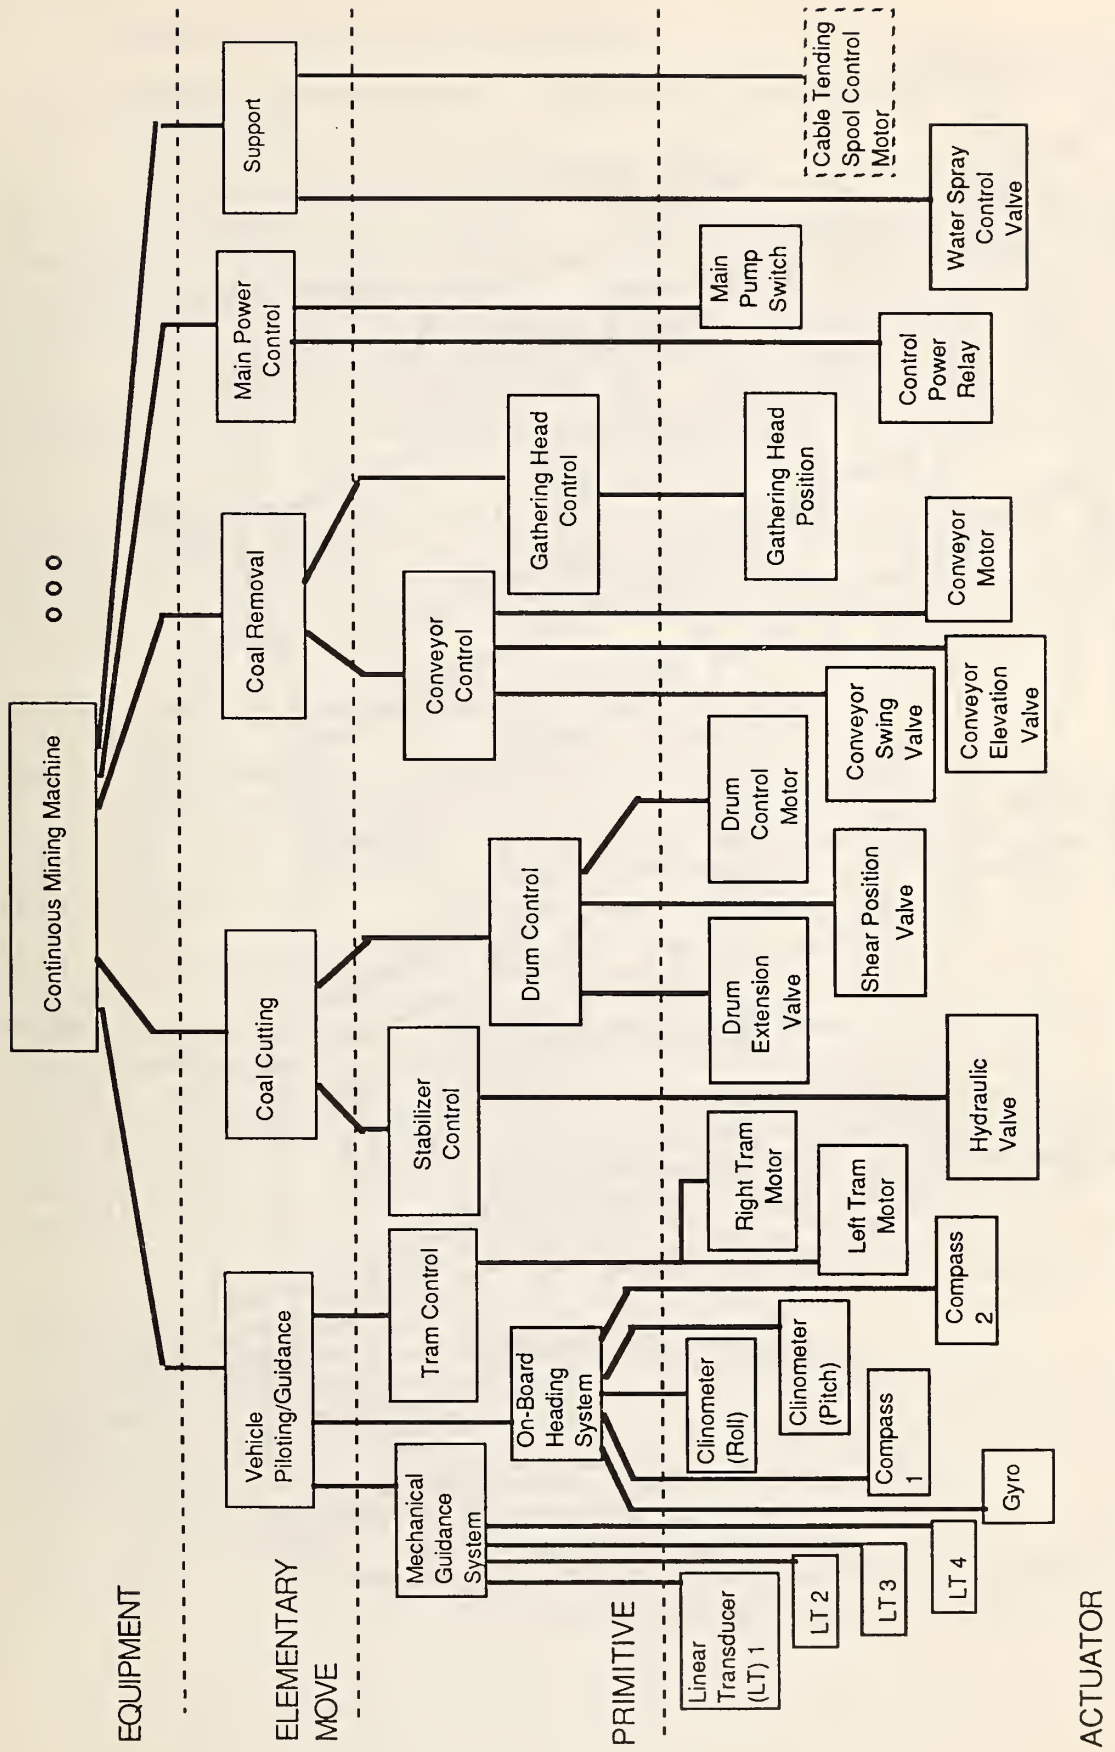 EQUIPMENT
Continuous Mining Machine
o o o
ELEMENTARY
MOVE
Vehicle
Piloting/Guidance
Coal Cutting
Coal Removal
Main Power
Control
Support
PRIMITIVE
Mechanical
Guidance
System
On-Board
Heading
System
Tram Control
Stabilizer
Control
Drum Control
Conveyor
Control
Gathering Head
Control
ACTUATOR
Linear
Transducer
(LT) 1
LT 2
LT 3
LT 4
Gyro
Compass
1
Clinometer
(Roll)
Clinometer
(Pitch)
Compass
2
Right Tram
Motor
Left Tram
Motor
Hydraulic
Valve
Drum
Extension
Valve
Shear Position
Valve
Drum
Control
Motor
Conveyor
Swing
Valve
Conveyor
Elevation
Valve
Conveyor
Motor
Gathering Head
Position
Control
Power
Relay
Main
Pump
Switch
Water Spray
Control
Valve
Cable Tending
Spool Control
Motor